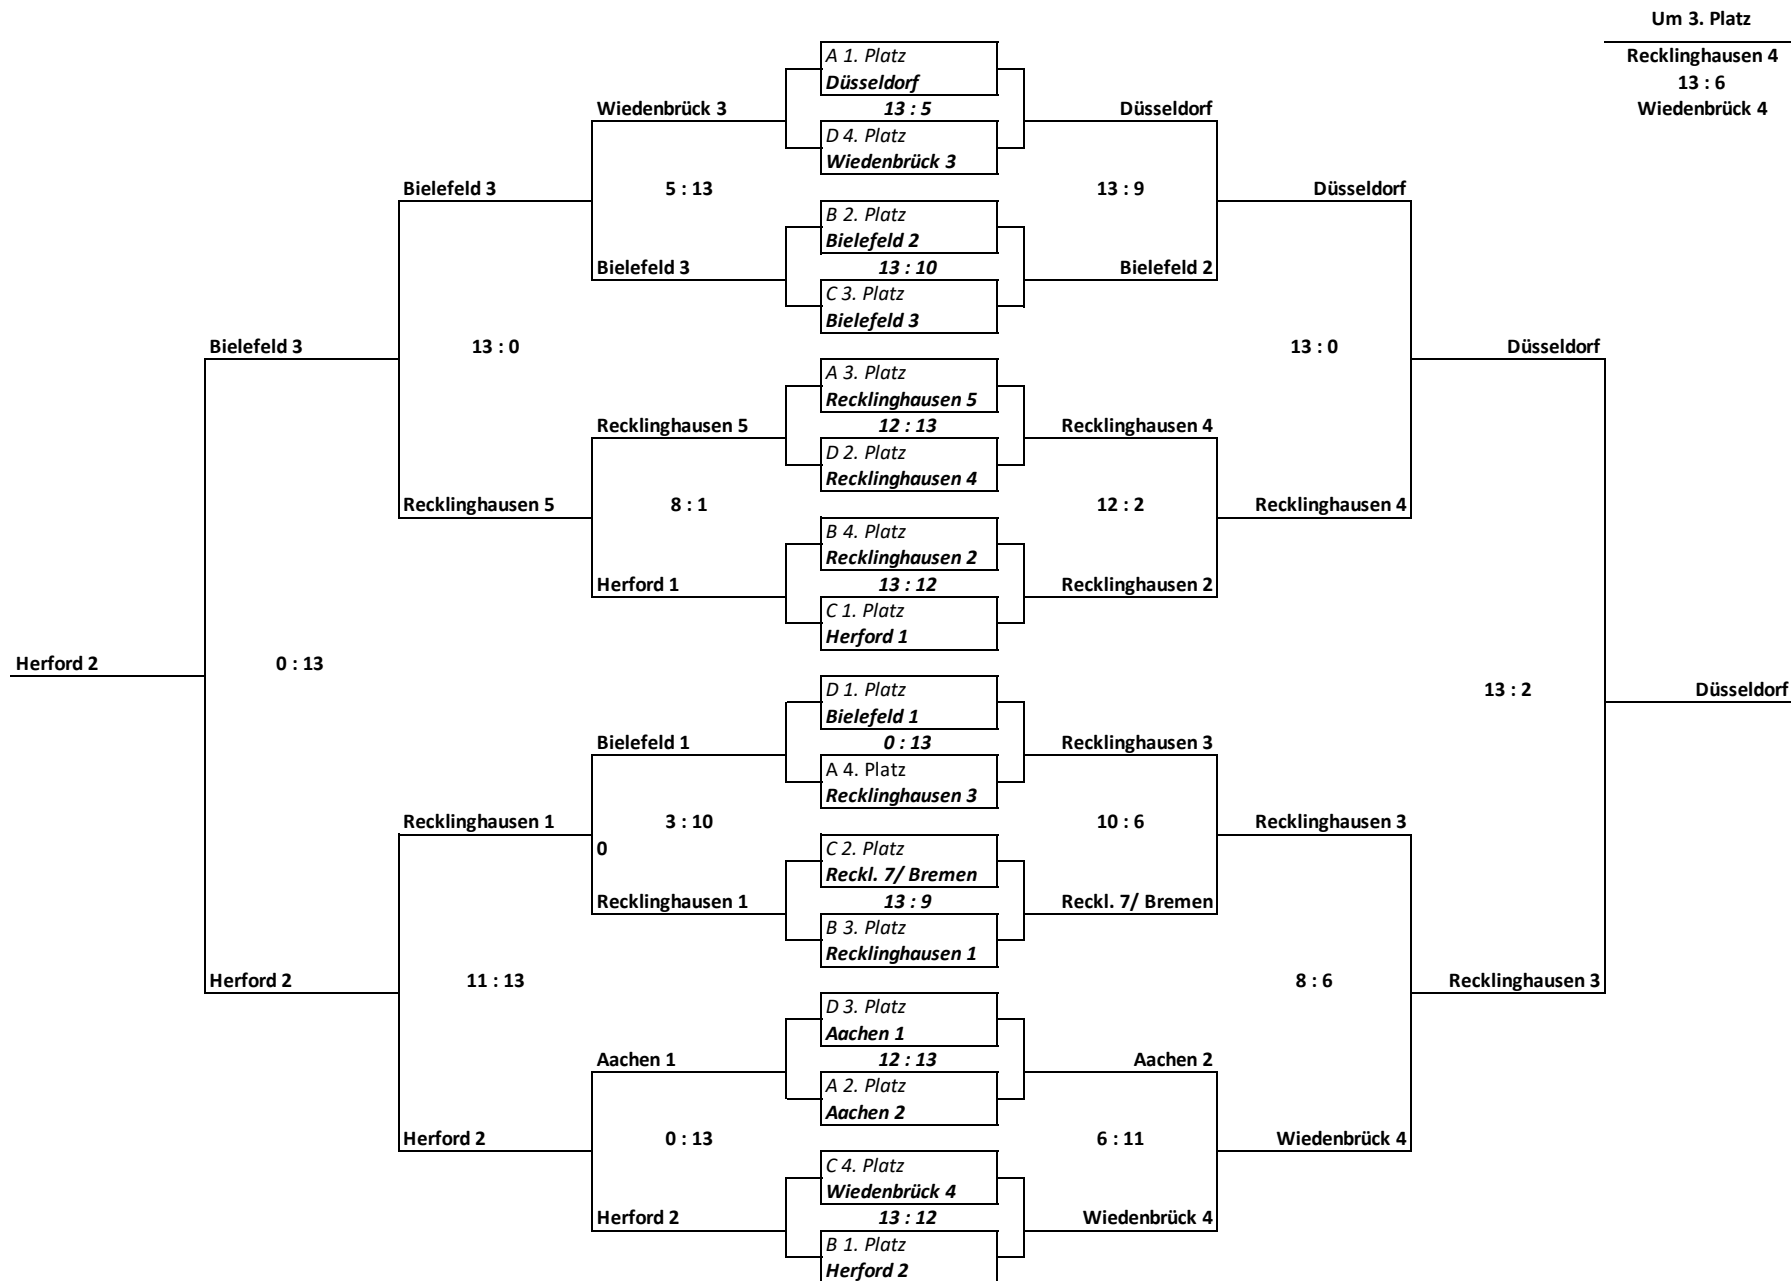 Um 3. Platz
Recklinghausen 4
13 : 6
Wiedenbrück 4
A 1. Platz
Düsseldorf
Wiedenbrück 3
13 : 5
Düsseldorf
D 4. Platz
Wiedenbrück 3
Bielefeld 3
5 : 13
13 : 9
Düsseldorf
B 2. Platz
Bielefeld 2
Bielefeld 3
13 : 10
Bielefeld 2
C 3. Platz
Bielefeld 3
Bielefeld 3
13 : 0
13 : 0
Düsseldorf
A 3. Platz
Recklinghausen 5
Recklinghausen 5
12 : 13
Recklinghausen 4
D 2. Platz
Recklinghausen 4
Recklinghausen 5
8 : 1
12 : 2
Recklinghausen 4
B 4. Platz
Recklinghausen 2
Herford 1
13 : 12
Recklinghausen 2
C 1. Platz
Herford 1
Herford 2
0 : 13
13 : 2
Düsseldorf
D 1. Platz
Bielefeld 1
Bielefeld 1
0 : 13
Recklinghausen 3
A 4. Platz
Recklinghausen 3
Recklinghausen 1
3 : 10
10 : 6
Recklinghausen 3
0
C 2. Platz
Reckl. 7/ Bremen
Recklinghausen 1
13 : 9
Reckl. 7/ Bremen
B 3. Platz
Recklinghausen 1
Herford 2
11 : 13
8 : 6
Recklinghausen 3
D 3. Platz
Aachen 1
Aachen 1
12 : 13
Aachen 2
A 2. Platz
Aachen 2
Herford 2
0 : 13
6 : 11
Wiedenbrück 4
C 4. Platz
Wiedenbrück 4
Herford 2
13 : 12
Wiedenbrück 4
B 1. Platz
Herford 2